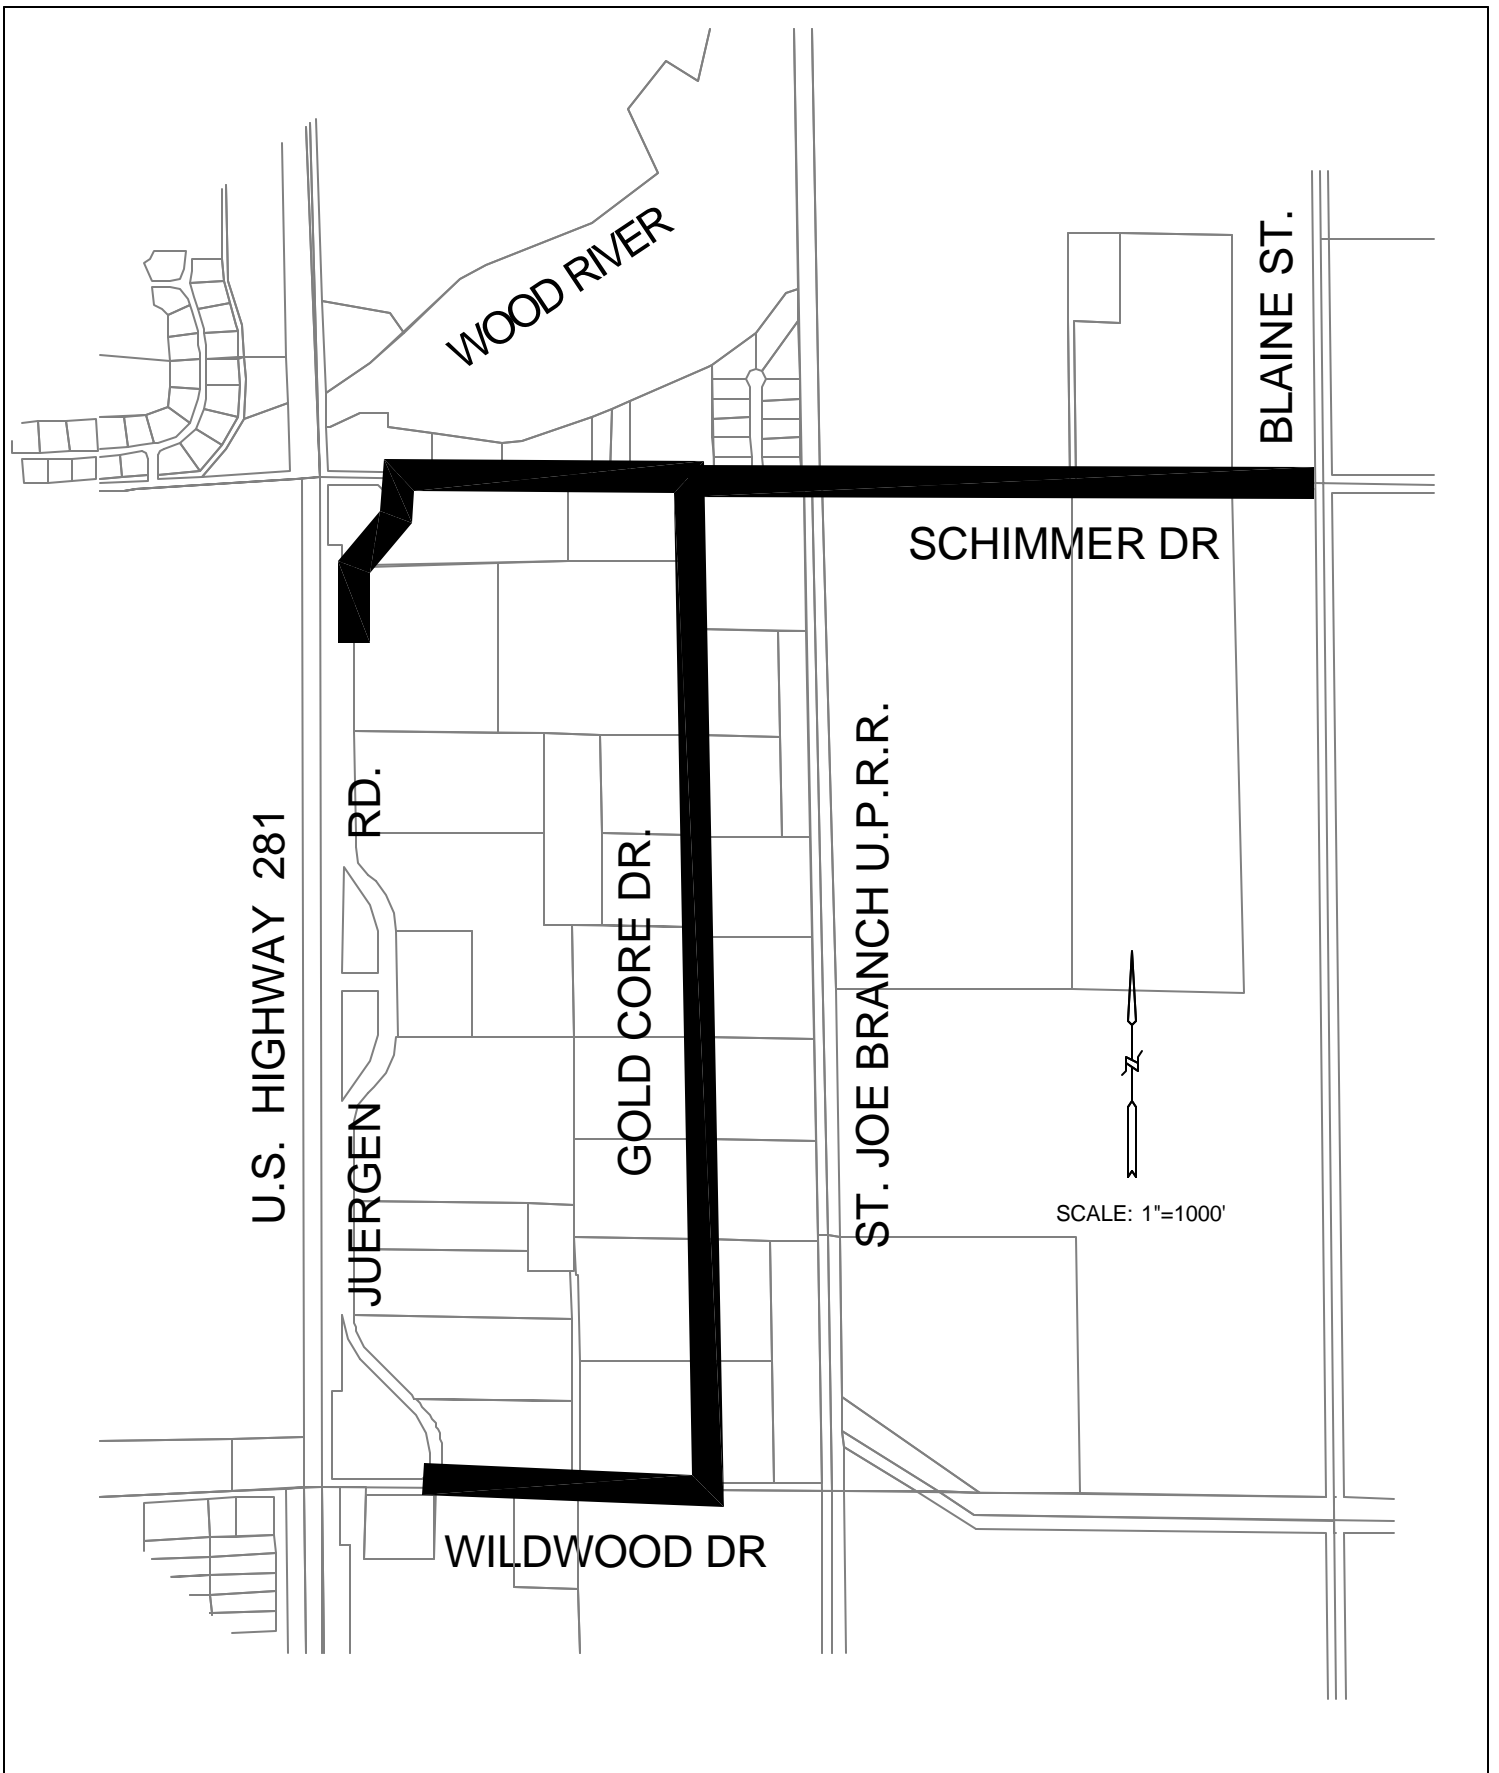 WOOD RIVER
BLAINE ST.
SCHIMMER DR
U.S. HIGHWAY 281
JUERGEN RD.
GOLD CORE DR.
ST. JOE BRANCH U.P.R.R.
SCALE: 1"=1000'
WILDWOOD DR